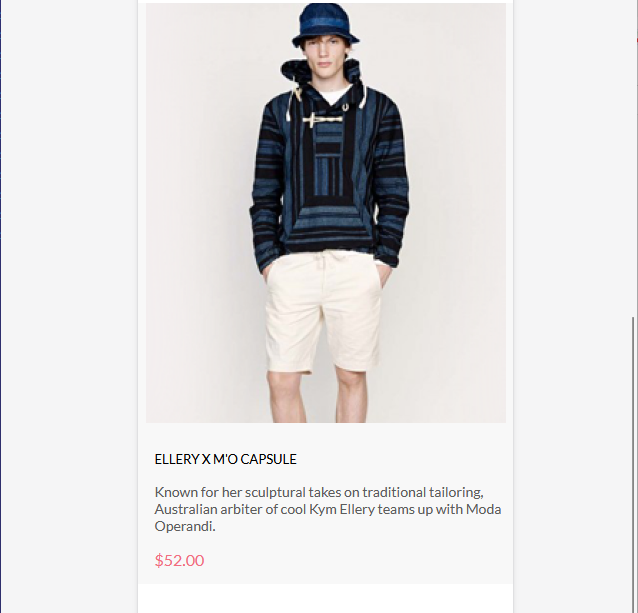 ELLERY X M'O CAPSULE
Known for her sculptural takes on traditional tailoring,
Australian arbiter of cool Kym Ellery teams up with Moda
Operandi.
$52.00